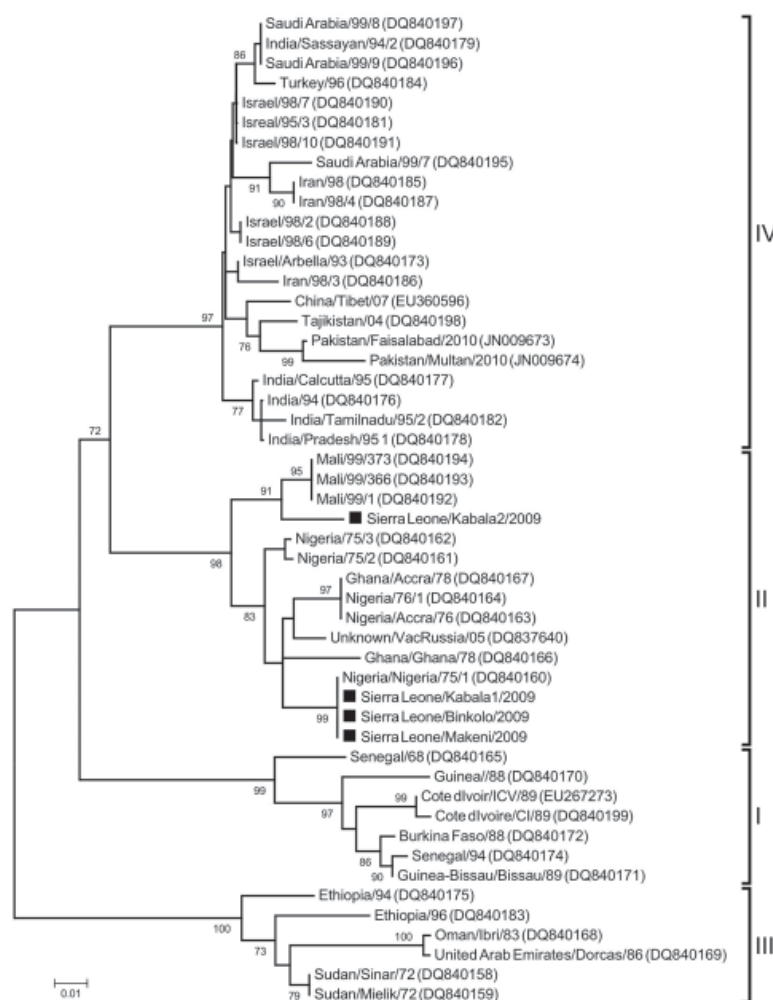 Saudi Arabia/99/8 (DQ840197)
India/Sassayan/94/2 (DQ840179)
86
Saudi Arabia/99/9 (DQ840196)
Turkey/96 (DQ840184)
Israel/98/7 (DQ840190)
Isreal/95/3 (DQ840181)
Israel/98/10 (DQ840191)
Saudi Arabia/99/7 (DQ840195)
91
Iran/98 (DQ840185)
90
Iran/98/4 (DQ840187)
Israel/98/2 (DQ840188)
IV
Israel/98/6 (DQ840189)
Israel/Arbella/93 (DQ840173)
Iran/98/3 (DQ840186)
China/Tibet/07 (EU360596)
97
Tajikistan/04 (DQ840198)
76
Pakistan/Faisalabad/2010 (JN009673)
99
Pakistan/Multan/2010 (JN009674)
India/Calcutta/95 (DQ840177)
India/94 (DQ840176)
77
India/Tamilnadu/95/2 (DQ840182)
72
India/Pradesh/95 1 (DQ840178)
Mali/99/373 (DQ840194)
95
Mali/99/366 (DQ840193)
91
Mali/99/1 (DQ840192)
Sierra Leone/Kabala2/2009
Nigeria/75/3 (DQ840162)
98
Nigeria/75/2 (DQ840161)
Ghana/Accra/78 (DQ840167)
97
Nigeria/76/1 (DQ840164)
II
83
Nigeria/Accra/76 (DQ840163)
Unknown/VacRussia/05 (DQ837640)
Ghana/Ghana/78 (DQ840166)
Nigeria/Nigeria/75/1 (DQ840160)
Sierra Leone/Kabala1/2009
99
Sierra Leone/Binkolo/2009
Sierra Leone/Makeni/2009
Senegal/68 (DQ840165)
99
Guinea//88 (DQ840170)
99
Cote dIvoir/ICV/89 (EU267273)
97
Cote dIvoire/CI/89 (DQ840199)
I
Burkina Faso/88 (DQ840172)
86
Senegal/94 (DQ840174)
90
Guinea-Bissau/Bissau/89 (DQ840171)
Ethiopia/94 (DQ840175)
100
Ethiopia/96 (DQ840183)
100
Oman/Ibri/83 (DQ840168)
73
III
United Arab Emirates/Dorcas/86 (DQ840169)
Sudan/Sinar/72 (DQ840158)
79
Sudan/Mielik/72 (DQ840159)
0.01